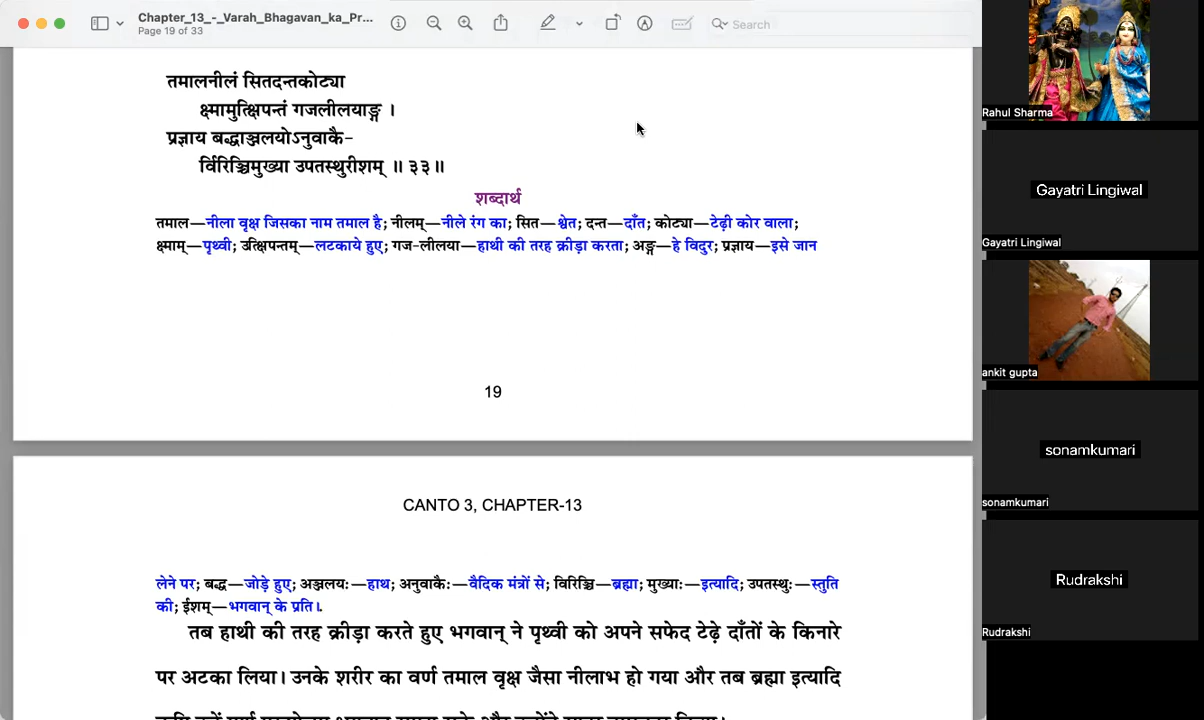 Chapter_13_-_Varah_Bhagavan_ka_Pr...
Page 19 of 33
Search
तमालनीलं सितदन्तकोट्या
क्ष्मामुत्क्षिपन्तं गजलीलयाङ्ग ।
प्रज्ञाय बद्धाञ्जलयोऽनुवाकै-
र्विरिञ्चिमुख्या उपतस्थुरीशम् ॥ ३३॥
शब्दार्थ
तमाल—नीला वृक्ष जिसका नाम तमाल है; नीलम्—नीले रंग का; सित—श्वेत; दन्त—दाँत; कोट्या—टेढ़ी कोर वाला;
क्ष्माम्—पृथ्वी; उत्क्षिपन्तम्—लटकाये हुए; गज-लीलया—हाथी की तरह क्रीड़ा करता; अङ्ग—हे विदुर; प्रज्ञाय—इसे जान
19
CANTO 3, CHAPTER-13
लेने पर; बद्ध—जोड़े हुए; अञ्जलयः—हाथ; अनुवाकैः—वैदिक मंत्रों से; विरिञ्चि—ब्रह्मा; मुख्याः—इत्यादि; उपतस्थुः—स्तुति
की; ईशम्—भगवान् के प्रति।
तब हाथी की तरह क्रीड़ा करते हुए भगवान् ने पृथ्वी को अपने सफेद टेढ़े दाँतों के किनारे
पर अटका लिया। उनके शरीर का वर्ण तमाल वृक्ष जैसा नीलाभ हो गया और तब ब्रह्मा इत्यादि
Rahul Sharma
Gayatri Lingiwal
Gayatri Lingiwal
ankit gupta
sonamkumari
sonamkumari
Rudrakshi
Rudrakshi